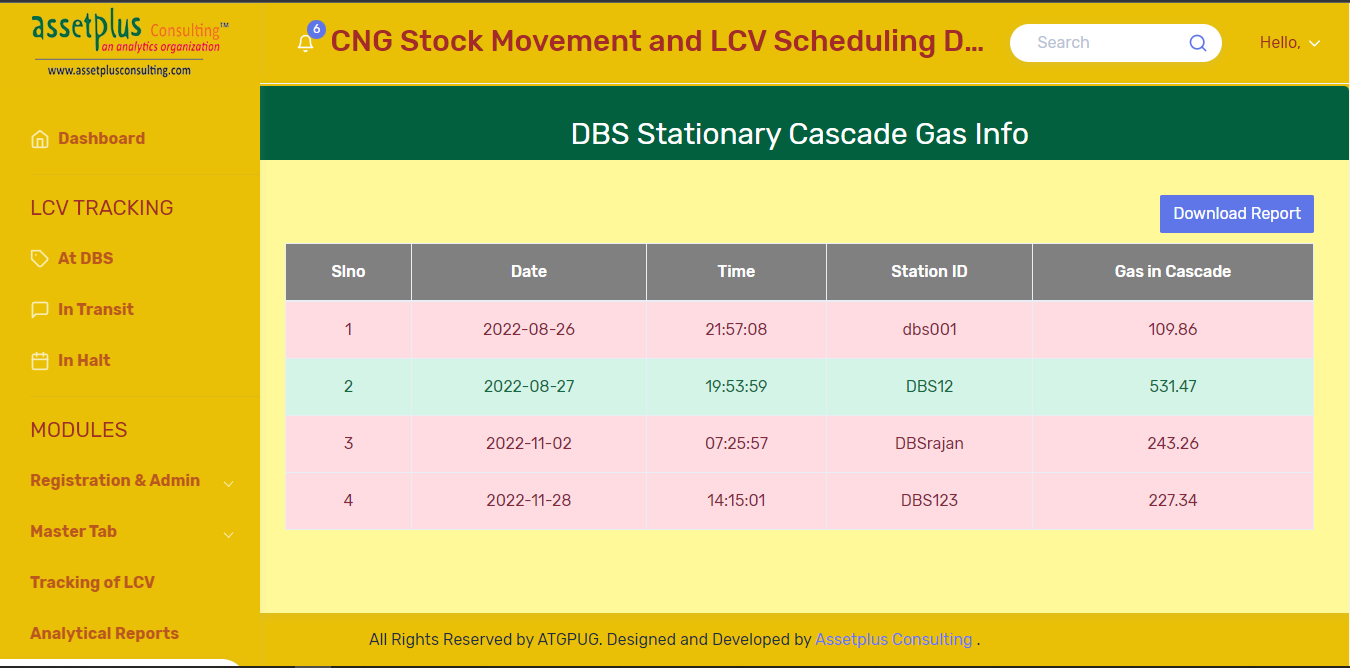 assetplus Consulting™
an analytics organization
www.assetplusconsulting.com
6
CNG Stock Movement and LCV Scheduling D...
Search
Hello,
Dashboard
LCV TRACKING
At DBS
In Transit
In Halt
MODULES
Registration & Admin
Master Tab
Tracking of LCV
Analytical Reports
DBS Stationary Cascade Gas Info
Download Report
Slno Date Time Station ID Gas in Cascade
1 2022-08-26 21:57:08 dbs001 109.86
2 2022-08-27 19:53:59 DBS12 531.47
3 2022-11-02 07:25:57 DBSrajan 243.26
4 2022-11-28 14:15:01 DBS123 227.34
All Rights Reserved by ATGPUG. Designed and Developed by Assetplus Consulting .